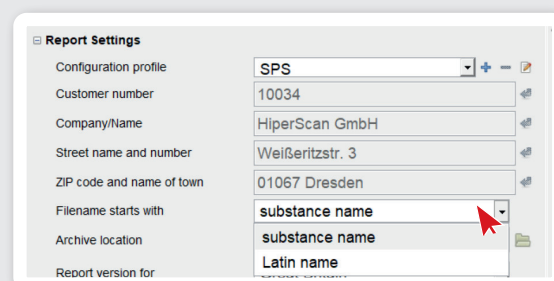 Report Settings
Configuration profile SPS
Customer number 10034
Company/Name HiperScan GmbH
Street name and number Weißeritzstr. 3
ZIP code and name of town 01067 Dresden
Filename starts with substance name
Archive location substance name
Latin name
Report version for